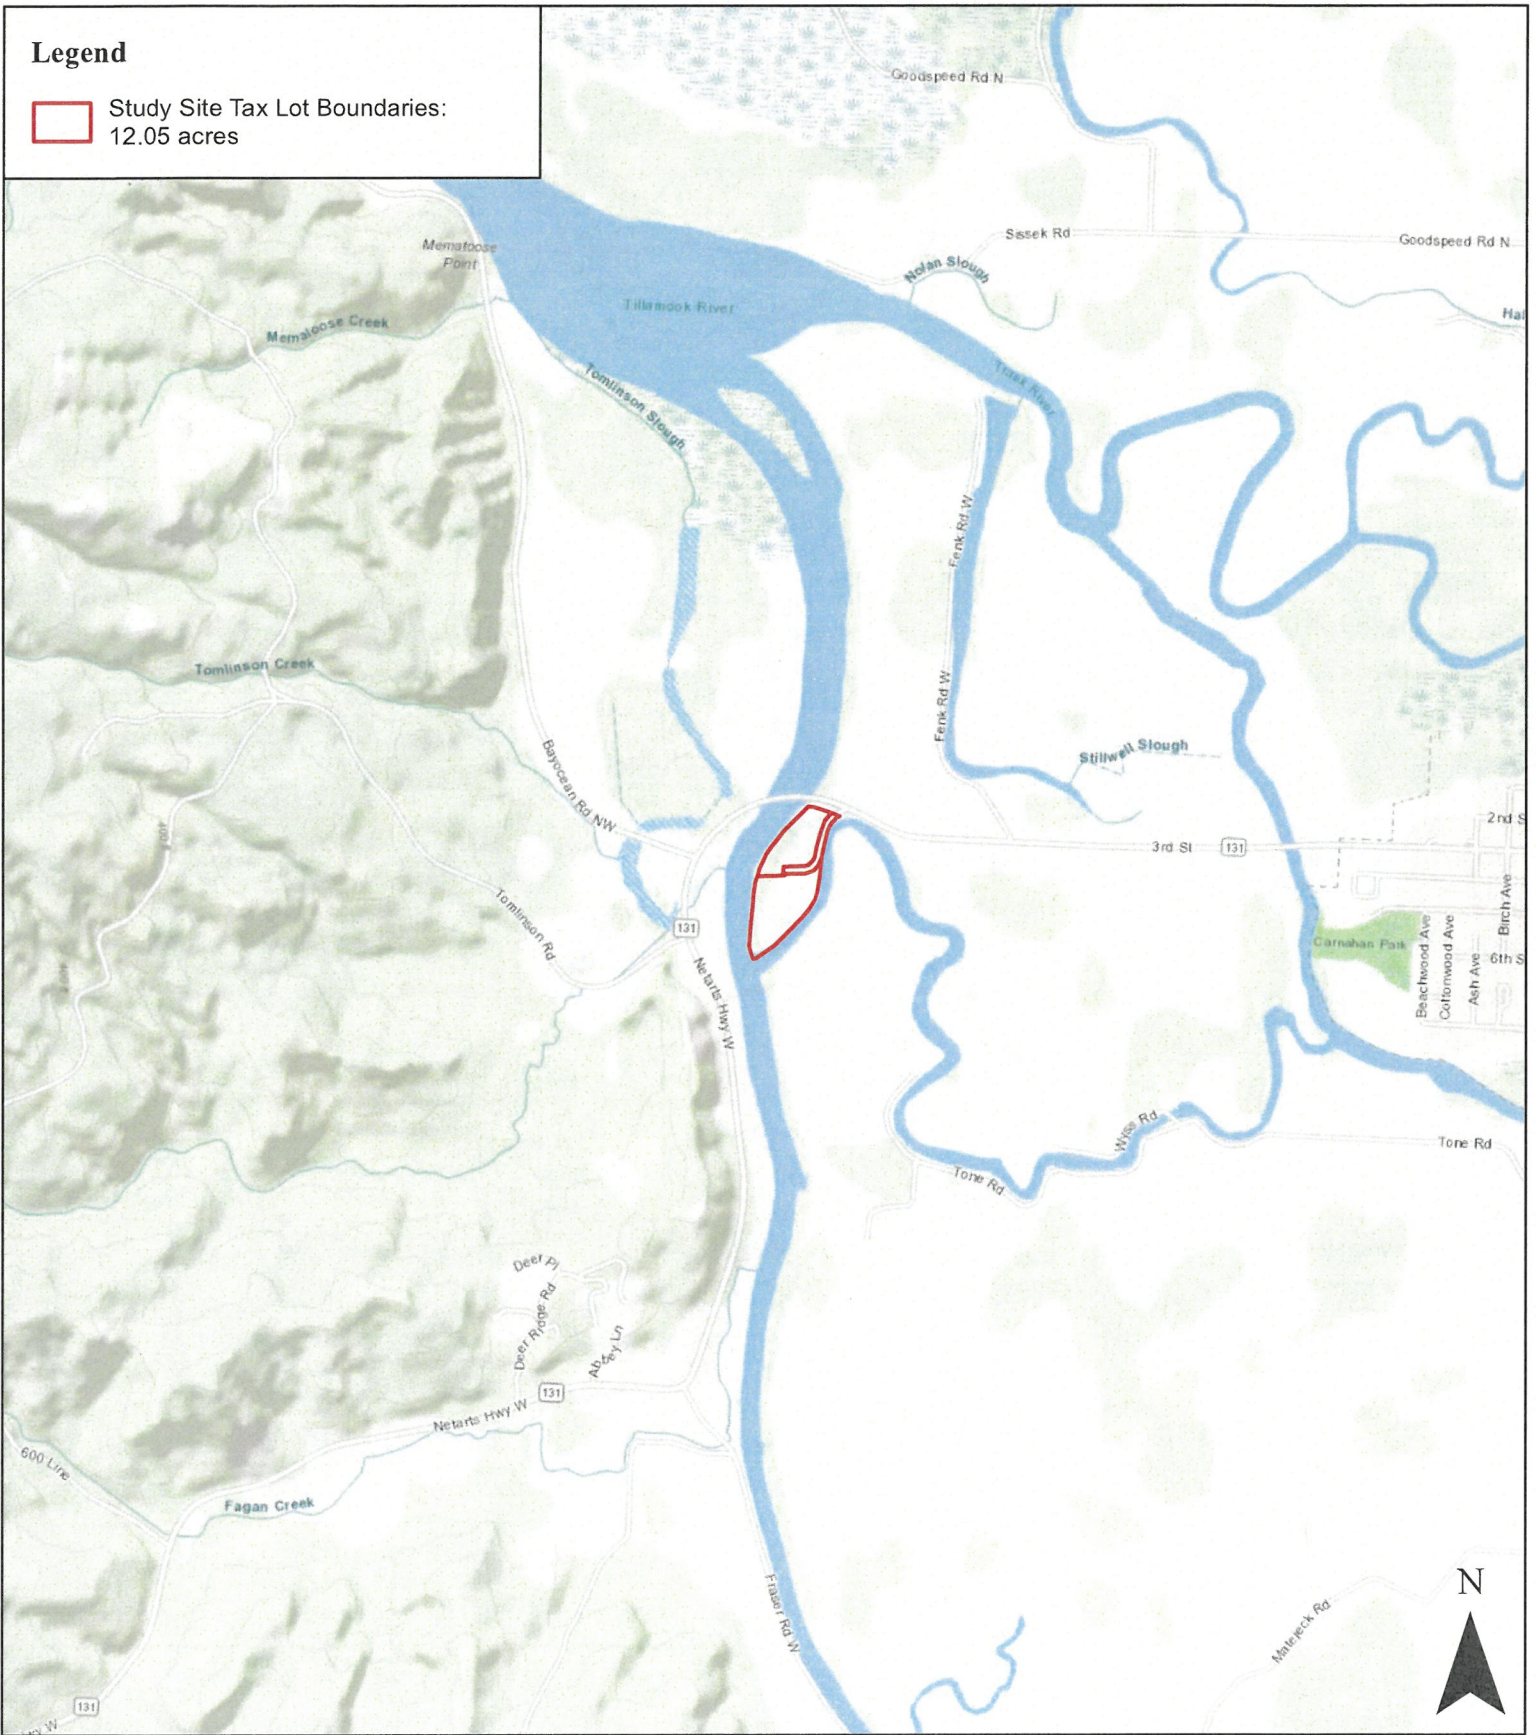 Legend
Study Site Tax Lot Boundaries:
12.05 acres
Goodspeed Rd N
Sissek Rd
Goodspeed Rd N
Nolan Slough
Memaloose
Point
Tillamook River
Memaloose Creek
Tomlinson Slough
Trask River
Fenk Rd W
Tomlinson Creek
Fenk Rd W
Stillwell Slough
Bayocean Rd NW
2nd S
3rd St
131
Birch Ave
Tomlinson Rd
131
Carnahan Park
Beachwood Ave
Cottonwood Ave
Ash Ave
6th S
Netarts Hwy W
Wyse Rd
Tone Rd
Tone Rd
Deer Pl
Deer Ridge Rd
Abbey Ln
131
Netarts Hwy W
600 Line
Fagan Creek
Fraser Rd W
Matejeck Rd
N
131